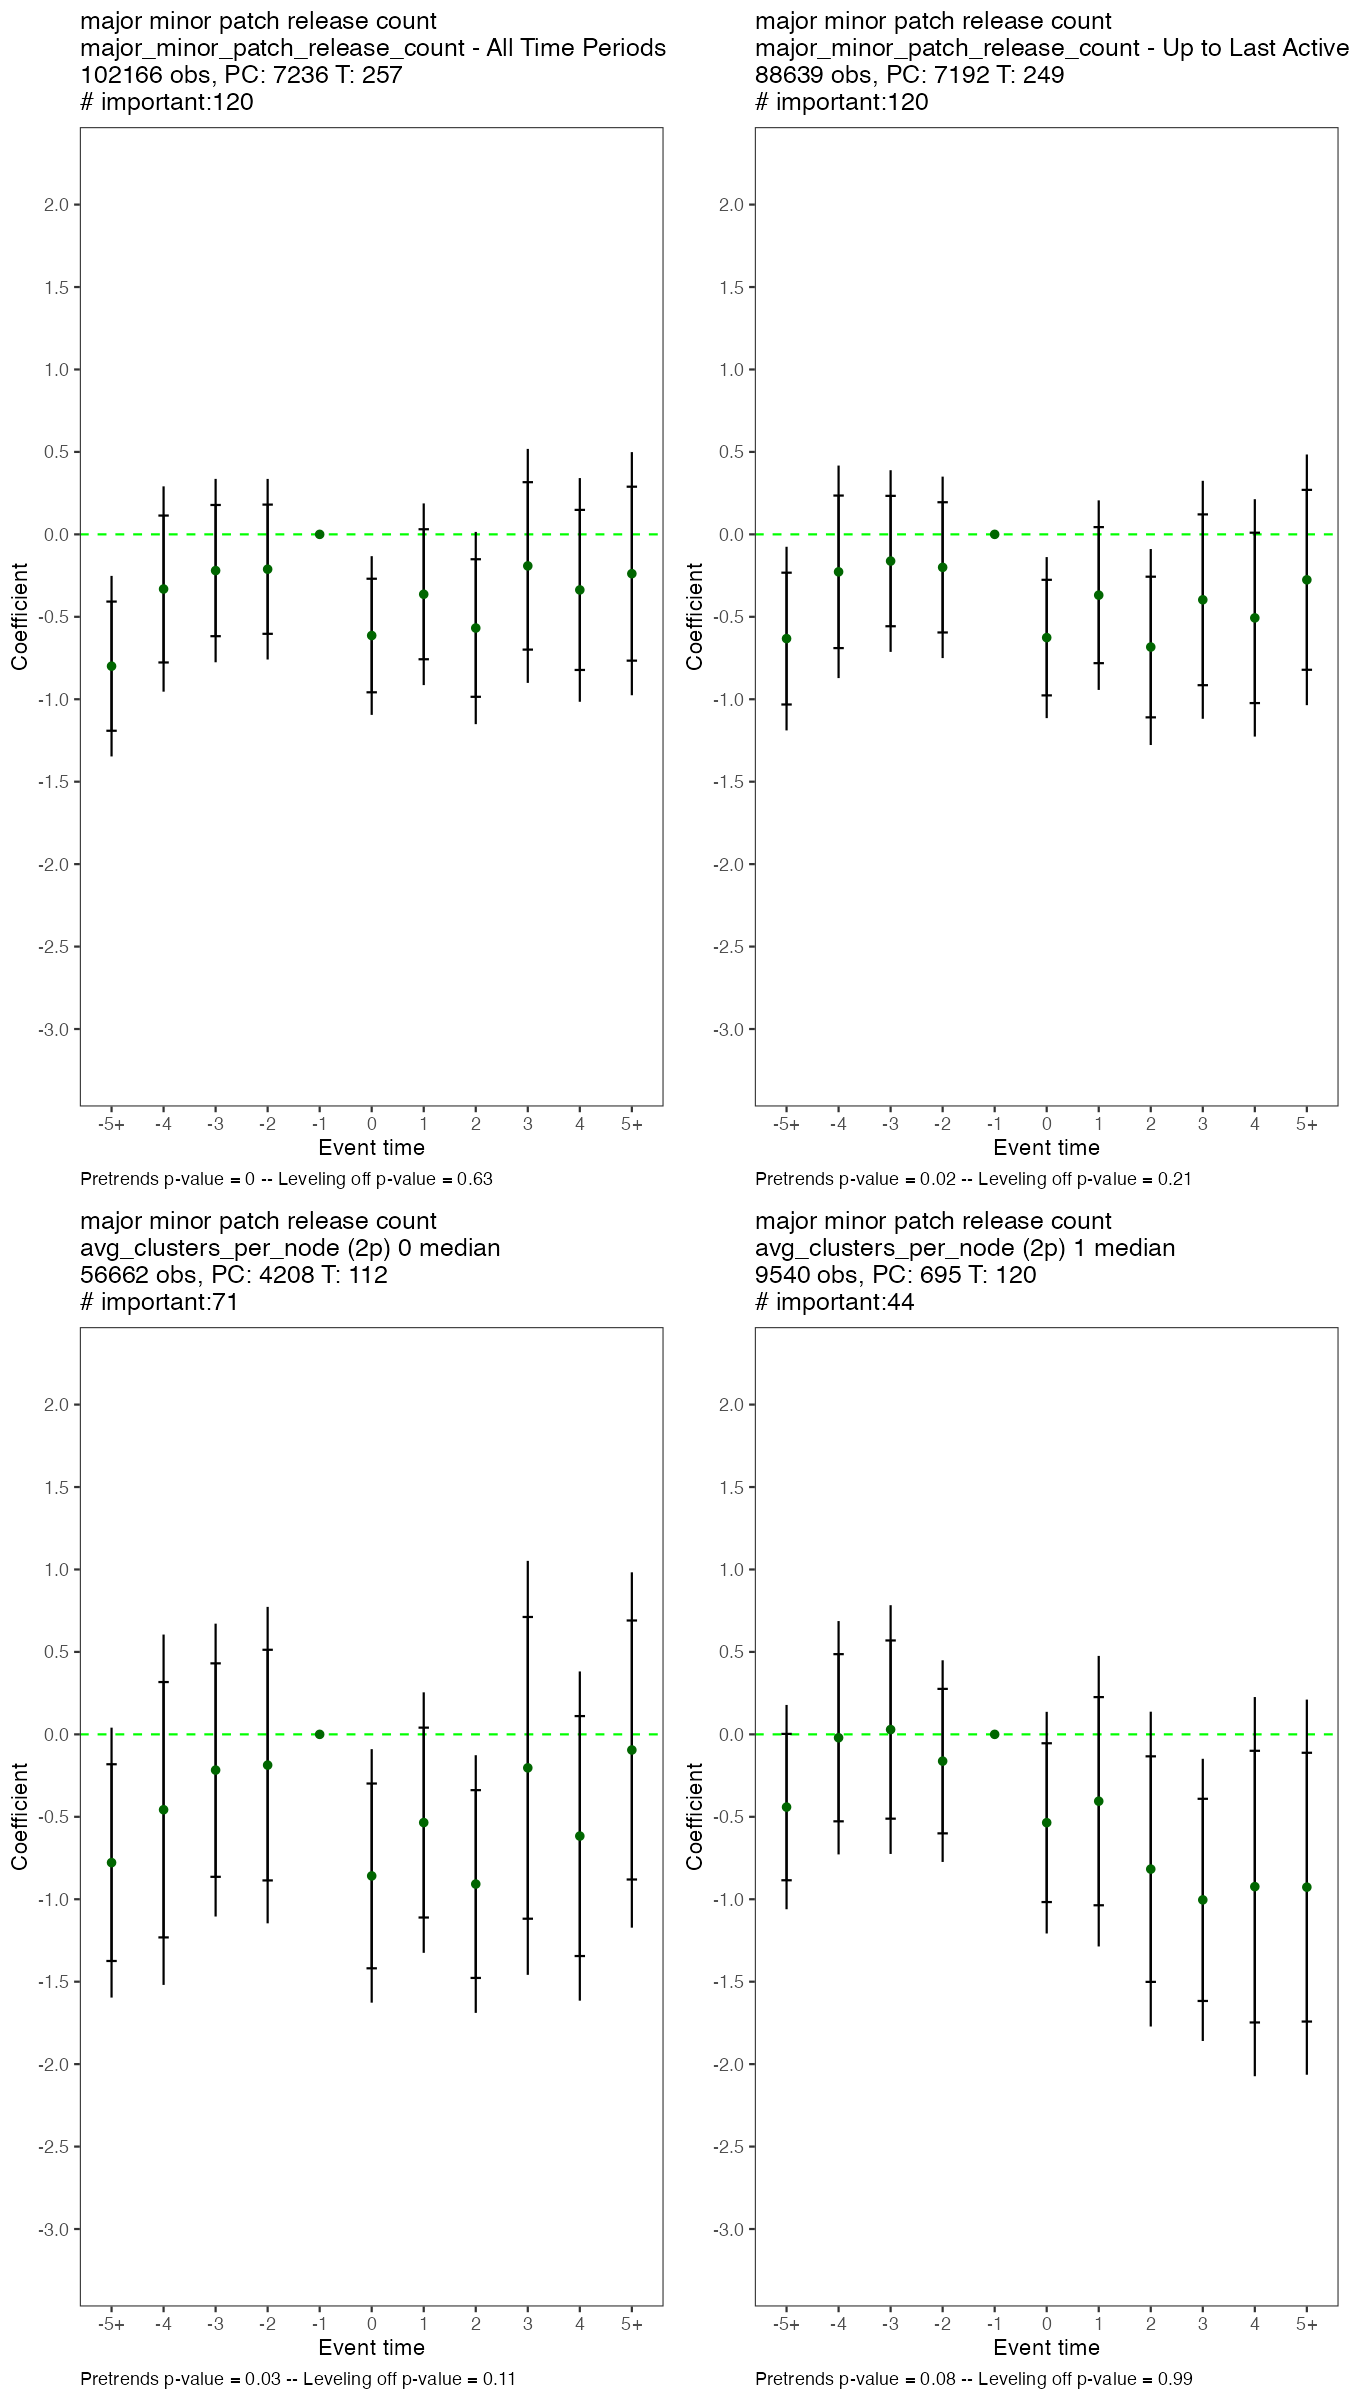 major minor patch release count
major_minor_patch_release_count - All Time Periods
102166 obs, PC: 7236 T: 257
# important:120
Coefficient
2.0
1.5
1.0
0.5
0.0
-0.5
-1.0
-1.5
-2.0
-2.5
-3.0
-5+ -4 -3 -2 -1 0 1 2 3 4 5+
Event time
Pretrends p-value = 0 -- Leveling off p-value = 0.63
major minor patch release count
major_minor_patch_release_count - Up to Last Active
88639 obs, PC: 7192 T: 249
# important:120
Coefficient
2.0
1.5
1.0
0.5
0.0
-0.5
-1.0
-1.5
-2.0
-2.5
-3.0
-5+ -4 -3 -2 -1 0 1 2 3 4 5+
Event time
Pretrends p-value = 0.02 -- Leveling off p-value = 0.21
major minor patch release count
avg_clusters_per_node (2p) 0 median
56662 obs, PC: 4208 T: 112
# important:71
Coefficient
2.0
1.5
1.0
0.5
0.0
-0.5
-1.0
-1.5
-2.0
-2.5
-3.0
-5+ -4 -3 -2 -1 0 1 2 3 4 5+
Event time
Pretrends p-value = 0.03 -- Leveling off p-value = 0.11
major minor patch release count
avg_clusters_per_node (2p) 1 median
9540 obs, PC: 695 T: 120
# important:44
Coefficient
2.0
1.5
1.0
0.5
0.0
-0.5
-1.0
-1.5
-2.0
-2.5
-3.0
-5+ -4 -3 -2 -1 0 1 2 3 4 5+
Event time
Pretrends p-value = 0.08 -- Leveling off p-value = 0.99